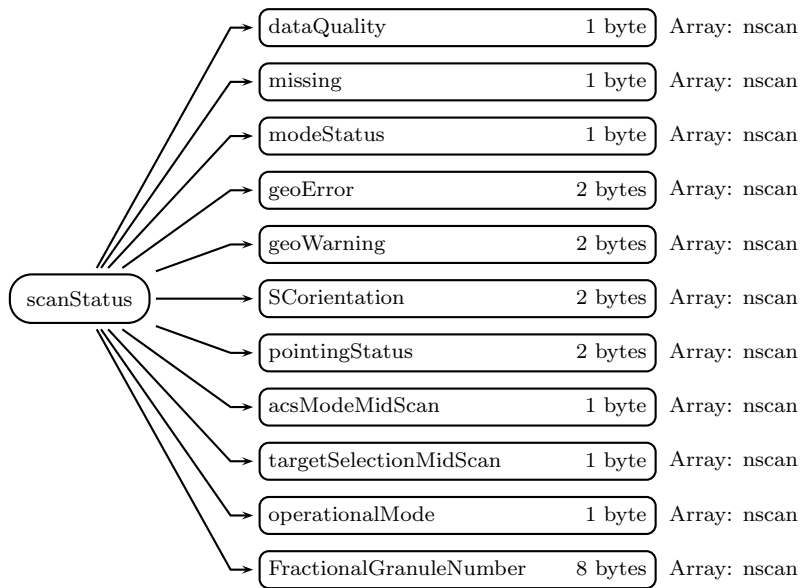 dataQuality 1 byte Array: nscan
missing 1 byte Array: nscan
modeStatus 1 byte Array: nscan
geoError 2 bytes Array: nscan
geoWarning 2 bytes Array: nscan
scanStatus
SCorientation 2 bytes Array: nscan
pointingStatus 2 bytes Array: nscan
acsModeMidScan 1 byte Array: nscan
targetSelectionMidScan 1 byte Array: nscan
operationalMode 1 byte Array: nscan
FractionalGranuleNumber 8 bytes Array: nscan